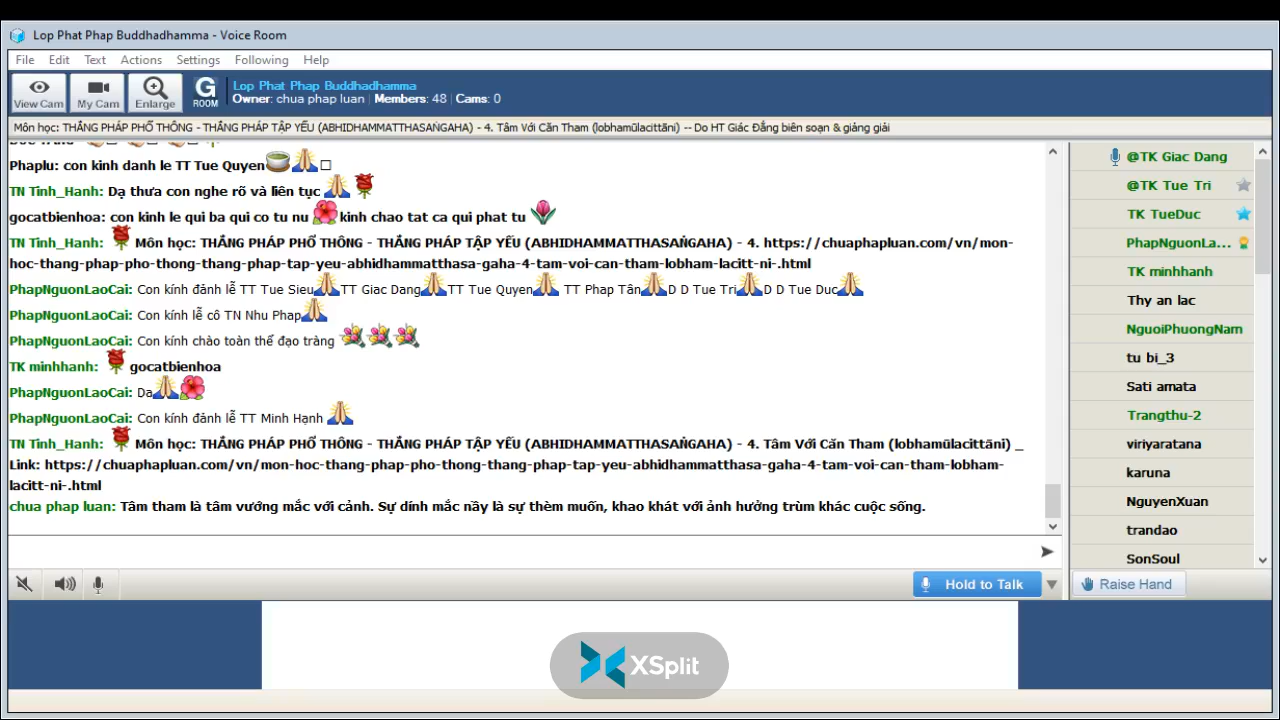 Lop Phat Phap Buddhadhamma - Voice Room
File Edit Text Actions Settings Following Help
View Cam My Cam Enlarge G ROOM
Lop Phat Phap Buddhadhamma
Owner: chua phap luan | Members: 48 | Cams: 0
Môn học: THẮNG PHÁP PHỔ THÔNG - THẮNG PHÁP TẬP YẾU (ABHIDHAMMATTHASAṄGAHA) - 4. Tâm Với Căn Tham (lobhamūlacittāni) -- Do HT Giác Đẳng biên soạn & giảng giải
Phaplu: con kinh danh le TT Tue Quyen
TN Tinh_Hanh: Dạ thưa con nghe rõ và liên tục
gocatbienhoa: con kinh le qui ba qui co tu nu kinh chao tat ca qui phat tu
TN Tinh_Hanh: Môn học: THẮNG PHÁP PHỔ THÔNG - THẮNG PHÁP TẬP YẾU (ABHIDHAMMATTHASAṄGAHA) - 4. https://chuaphapluan.com/vn/mon-
hoc-thang-phap-pho-thong-thang-phap-tap-yeu-abhidhammatthasa-gaha-4-tam-voi-can-tham-lobham-lacitt-ni-.html
PhapNguonLaoCai: Con kính đảnh lễ TT Tue Sieu TT Giac Dang TT Tue Quyen TT Phap Tân D D Tue Tri D D Tue Duc
PhapNguonLaoCai: Con kính lễ cô TN Nhu Phap
PhapNguonLaoCai: Con kính chào toàn thể đạo tràng
TK minhhanh: gocatbienhoa
PhapNguonLaoCai: Da
PhapNguonLaoCai: Con kính đảnh lễ TT Minh Hạnh
TN Tinh_Hanh: Môn học: THẮNG PHÁP PHỔ THÔNG - THẮNG PHÁP TẬP YẾU (ABHIDHAMMATTHASAṄGAHA) - 4. Tâm Với Căn Tham (lobhamūlacittāni) _
Link: https://chuaphapluan.com/vn/mon-hoc-thang-phap-pho-thong-thang-phap-tap-yeu-abhidhammatthasa-gaha-4-tam-voi-can-tham-lobham-
lacitt-ni-.html
chua phap luan: Tâm tham là tâm vướng mắc với cảnh. Sự dính mắc nầy là sự thèm muốn, khao khát với ảnh hưởng trùm khác cuộc sống.
@TK Giac Dang
@TK Tue Tri
TK TueDuc
PhapNguonLa...
TK minhhanh
Thy an lac
NguoiPhuongNam
tu bi_3
Sati amata
Trangthu-2
viriyaratana
karuna
NguyenXuan
trandao
SonSoul
Hold to Talk
Raise Hand
XSplit